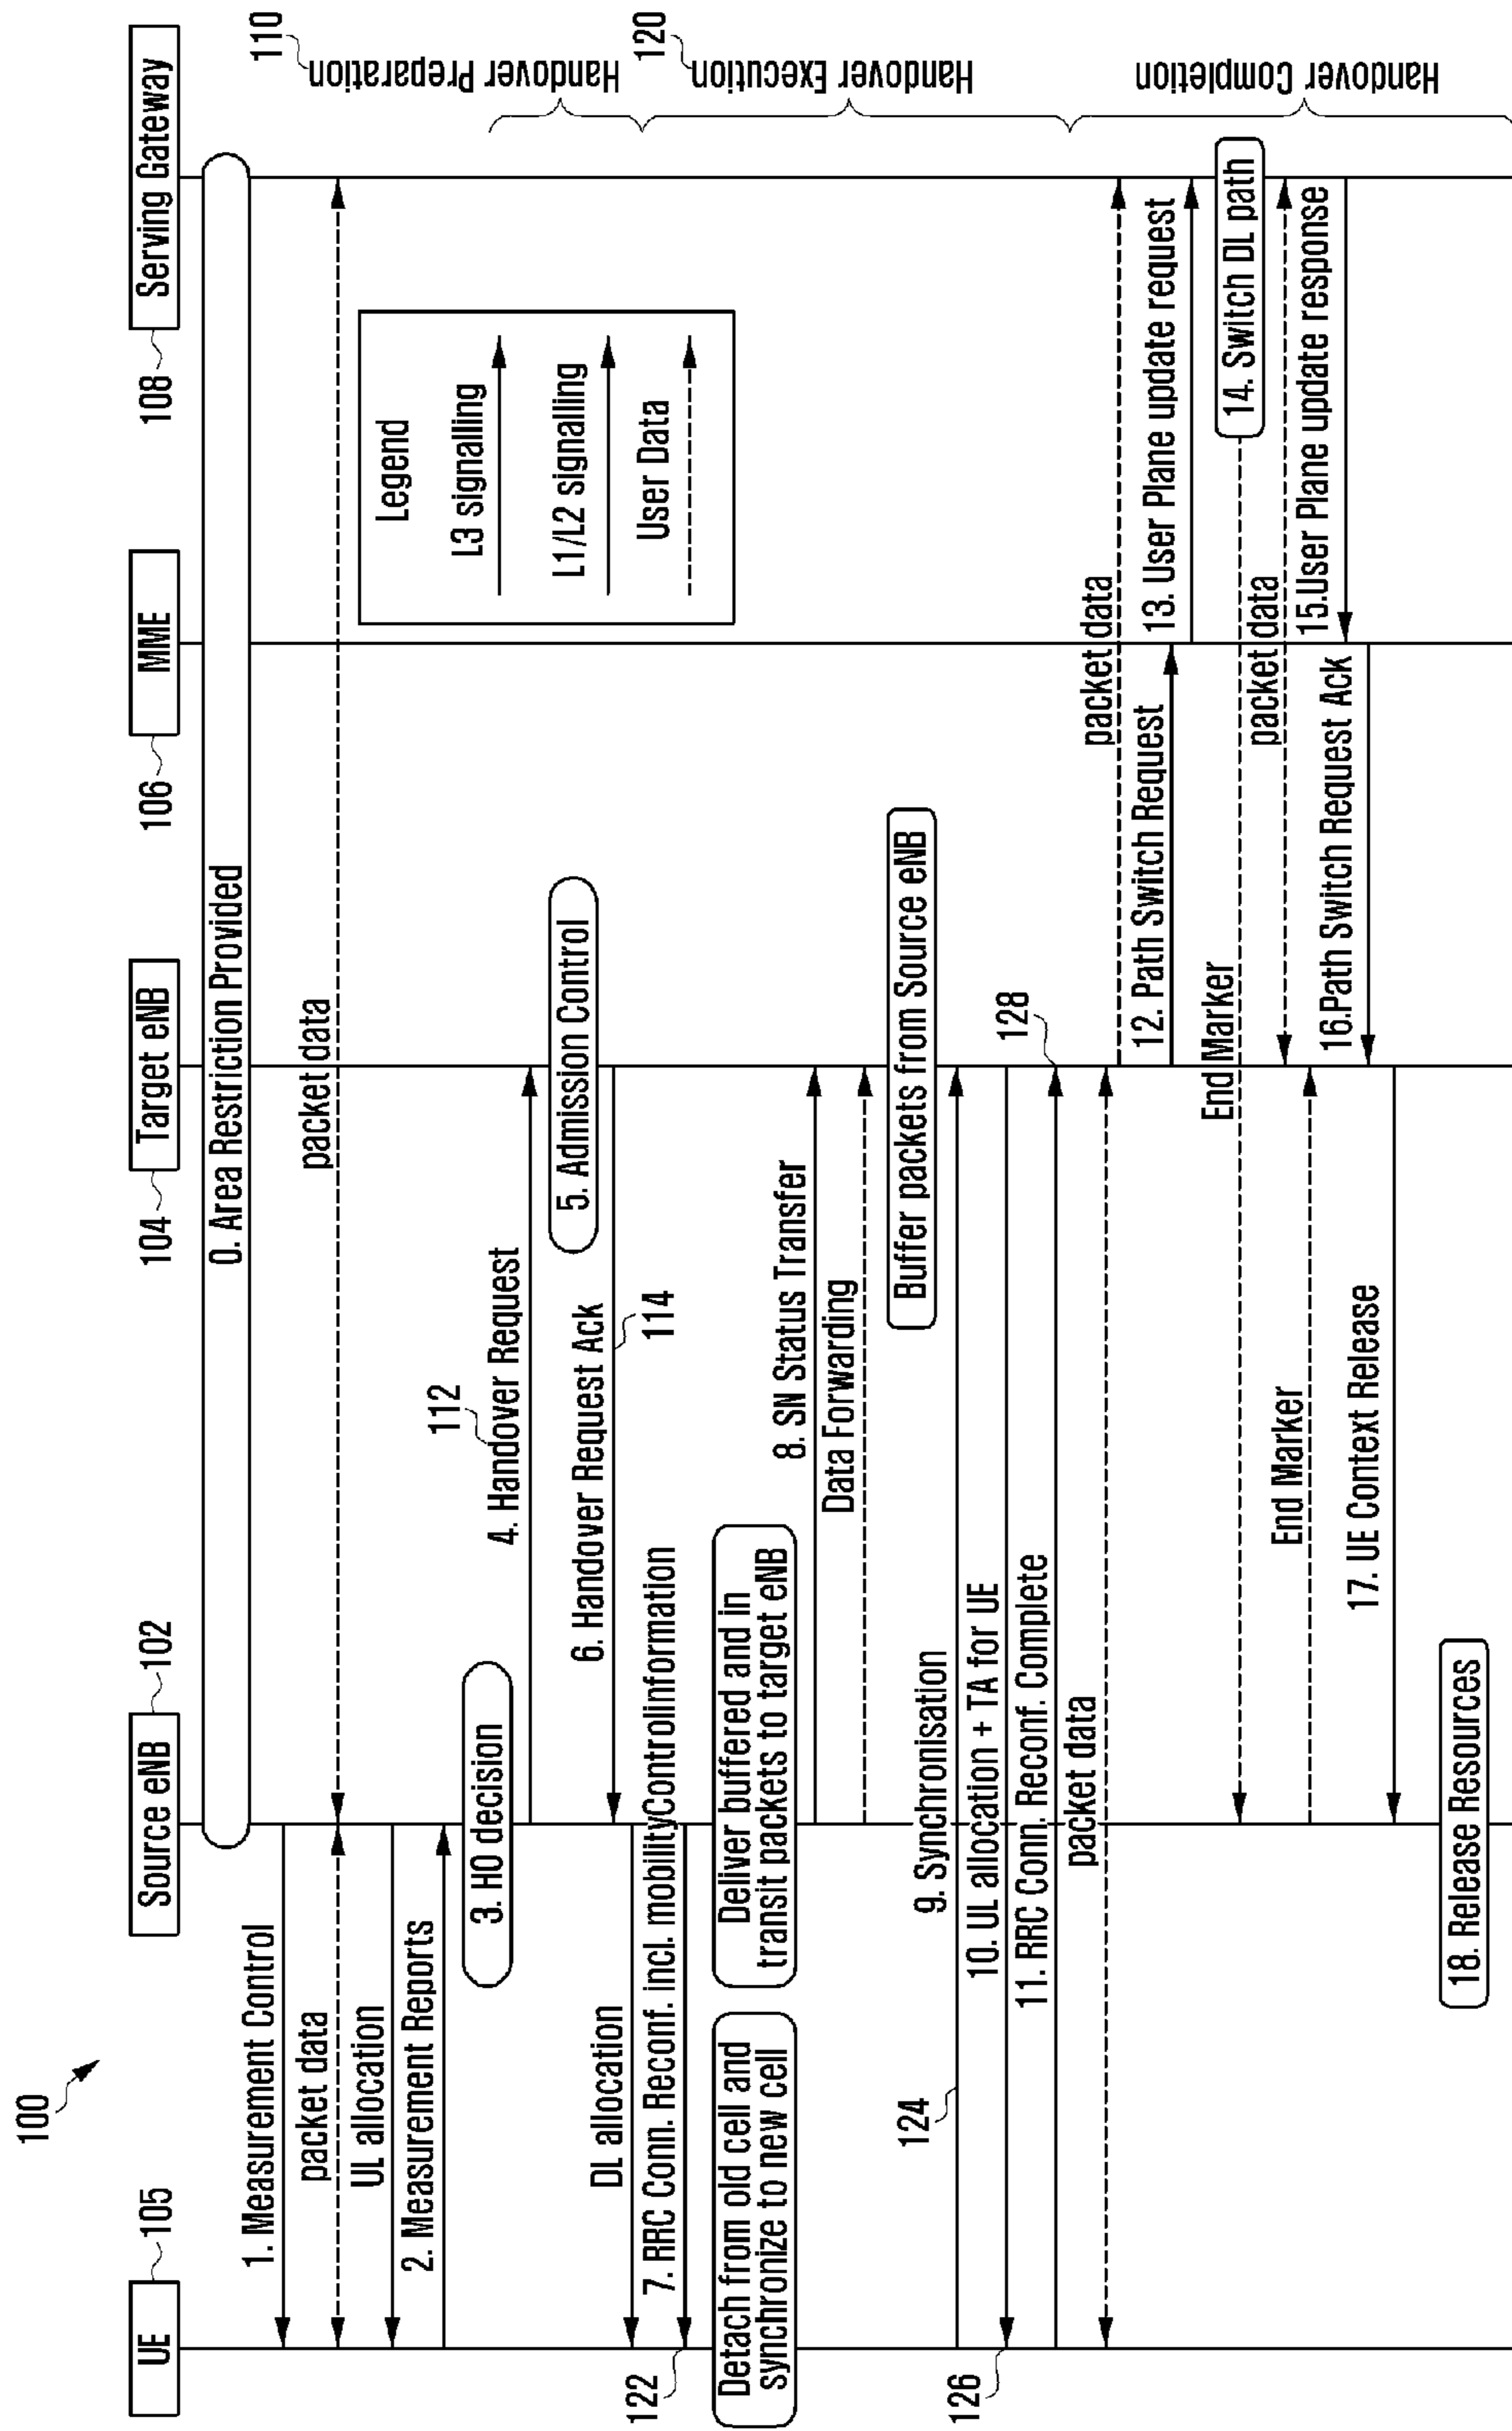 100
UE
105
Source eNB
102
Target eNB
104
MME
106
Serving Gateway
108
0. Area Restriction Provided
1. Measurement Control
packet data
packet data
UL allocation
2. Measurement Reports
Legend
L3 signalling
L1/L2 signalling
User Data
110
Handover Preparation
3. HO decision
112
4. Handover Request
5. Admission Control
6. Handover Request Ack
114
DL allocation
7. RRC Conn. Reconf. incl. mobilityControlinformation
122
120
Handover Execution
Detach from old cell and
synchronize to new cell
Deliver buffered and in
transit packets to target eNB
8. SN Status Transfer
Data Forwarding
Buffer packets from Source eNB
124
9. Synchronisation
10. UL allocation + TA for UE
126
11. RRC Conn. Reconf. Complete
128
packet data
packet data
Handover Completion
12. Path Switch Request
13. User Plane update request
End Marker
14. Switch DL path
packet data
End Marker
15.User Plane update response
16.Path Switch Request Ack
17. UE Context Release
18. Release Resources